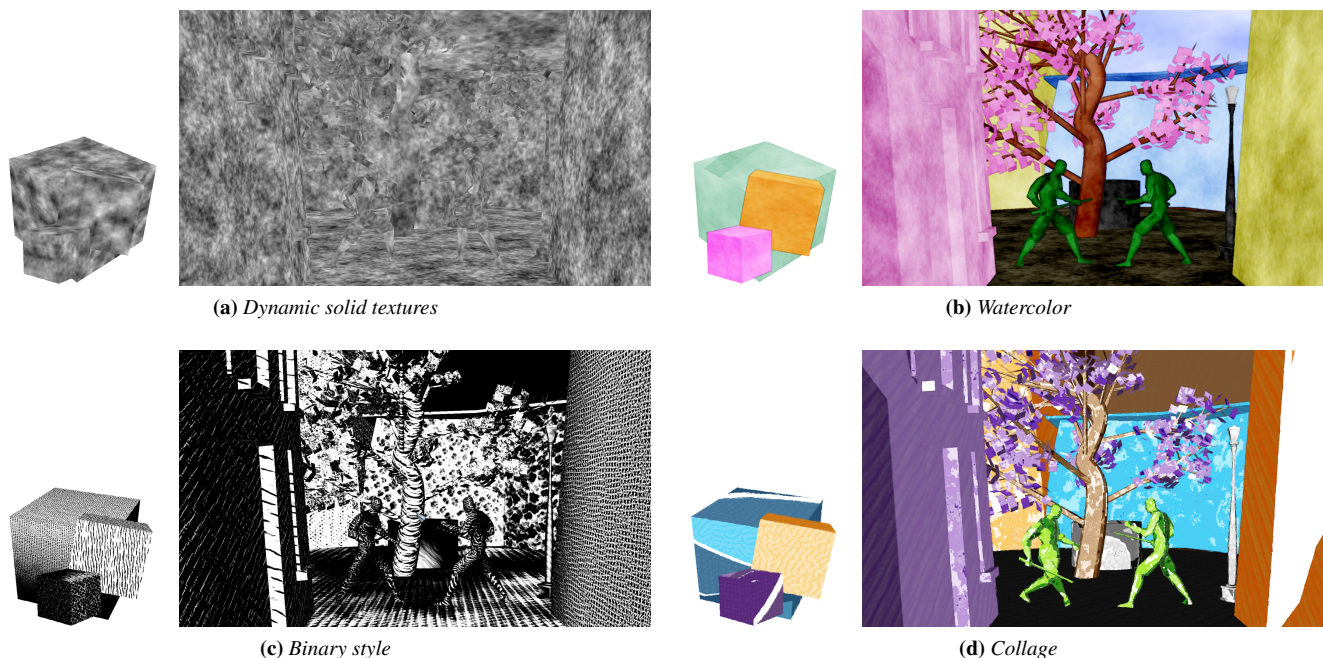 (a) Dynamic solid textures
(b) Watercolor
(c) Binary style
(d) Collage